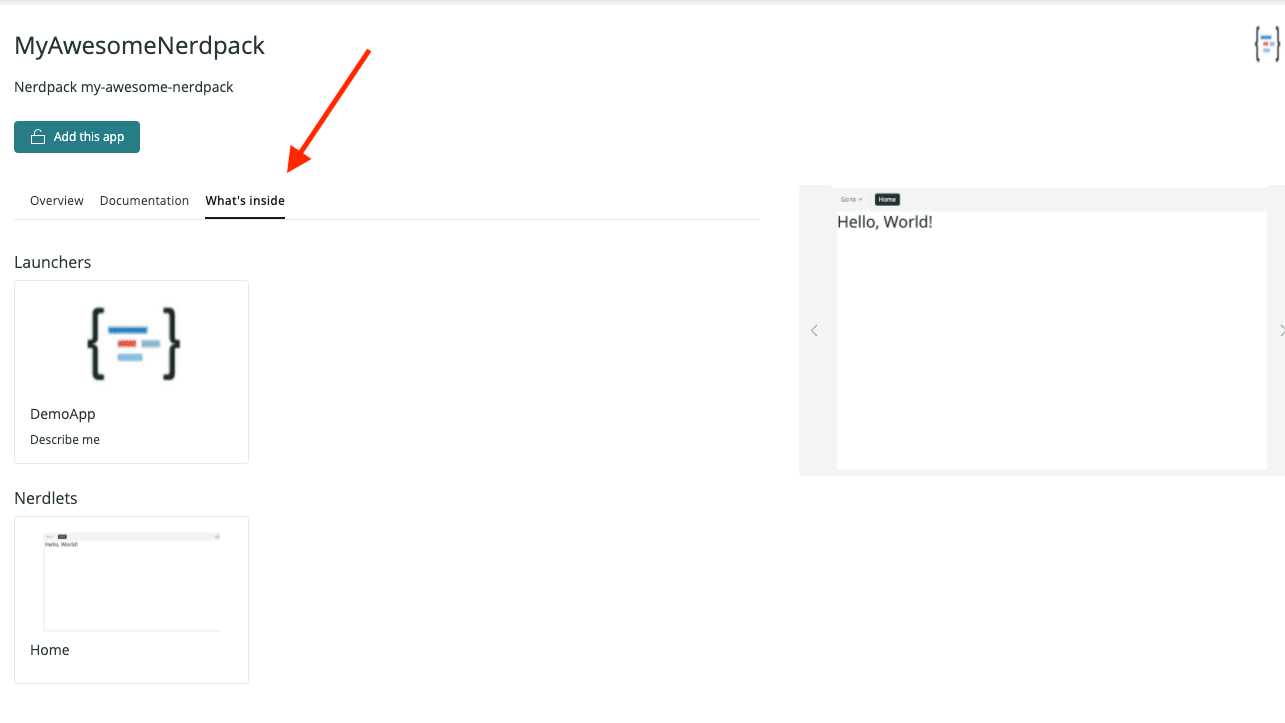 MyAwesomeNerdpack
Nerdpack my-awesome-nerdpack
Add this app
Overview Documentation What's inside
Launchers
DemoApp
Describe me
Nerdlets
Hello, World!
Home
Go to Home
Hello, World!